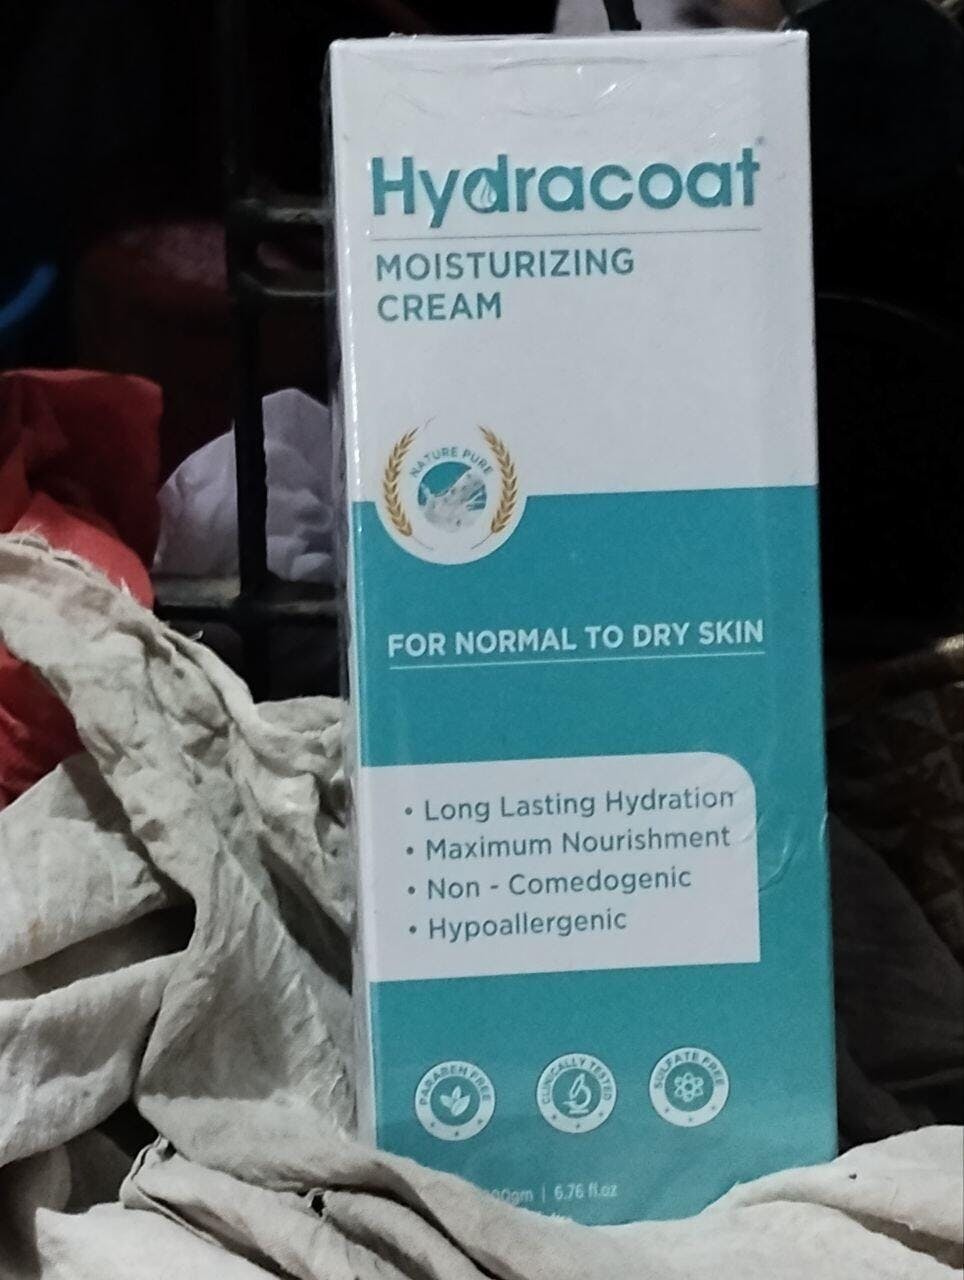 Hydracoat
MOISTURIZING
CREAM
NATURE PURE
FOR NORMAL TO DRY SKIN
• Long Lasting Hydration
• Maximum Nourishment
• Non - Comedogenic
• Hypoallergenic
PARABEN FREE
CLINICALLY TESTED
SULFATE FREE
| 6.76 fl.oz